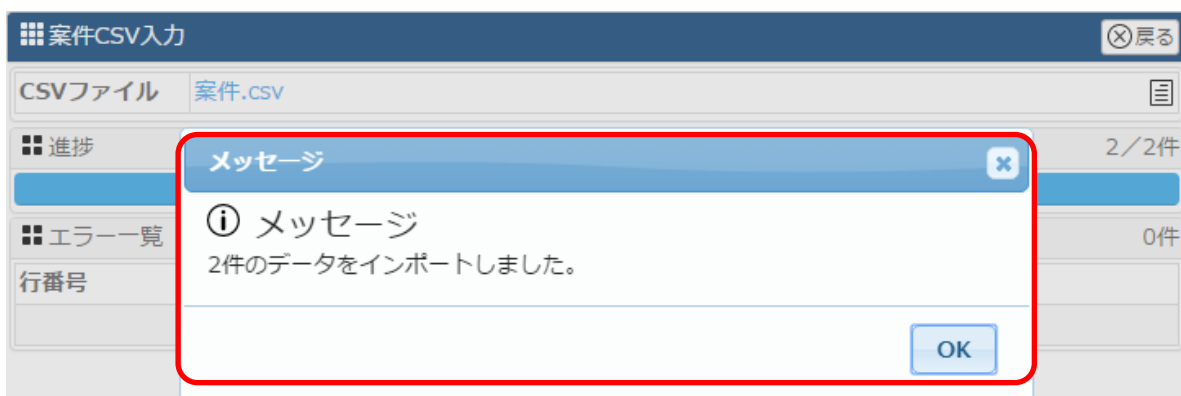 案件CSV入力
戻る
CSVファイル 案件.csv
進捗 2／2件
メッセージ
メッセージ
2件のデータをインポートしました。
OK
エラー一覧 0件
行番号